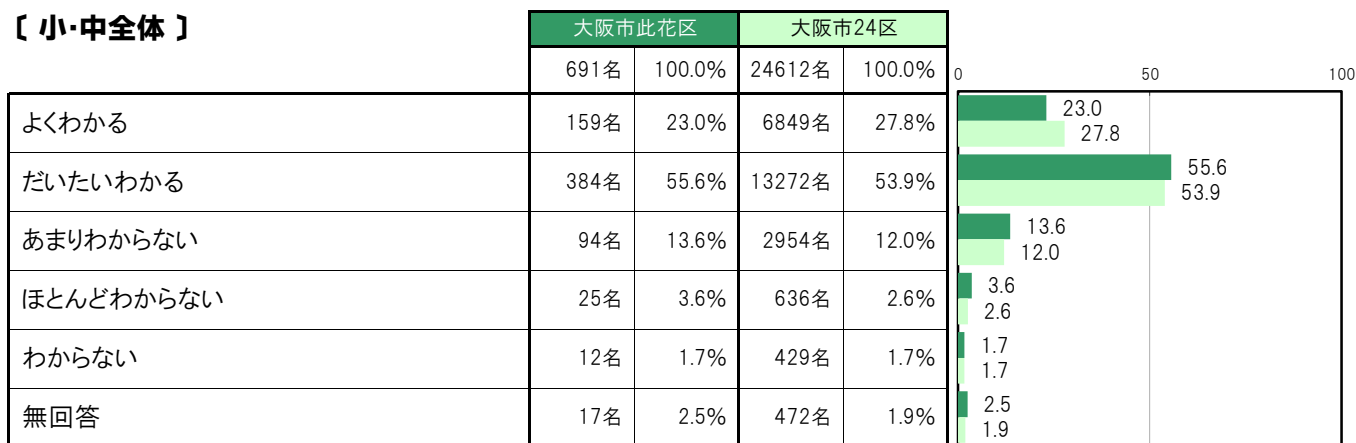 〔 小・中全体 〕
大阪市此花区 大阪市24区
691名 100.0% 24612名 100.0%
0 50 100
よくわかる 159名 23.0% 6849名 27.8% 23.0
27.8
だいたいわかる 384名 55.6% 13272名 53.9% 55.6
53.9
あまりわからない 94名 13.6% 2954名 12.0% 13.6
12.0
ほとんどわからない 25名 3.6% 636名 2.6% 3.6
2.6
わからない 12名 1.7% 429名 1.7% 1.7
1.7
無回答 17名 2.5% 472名 1.9% 2.5
1.9